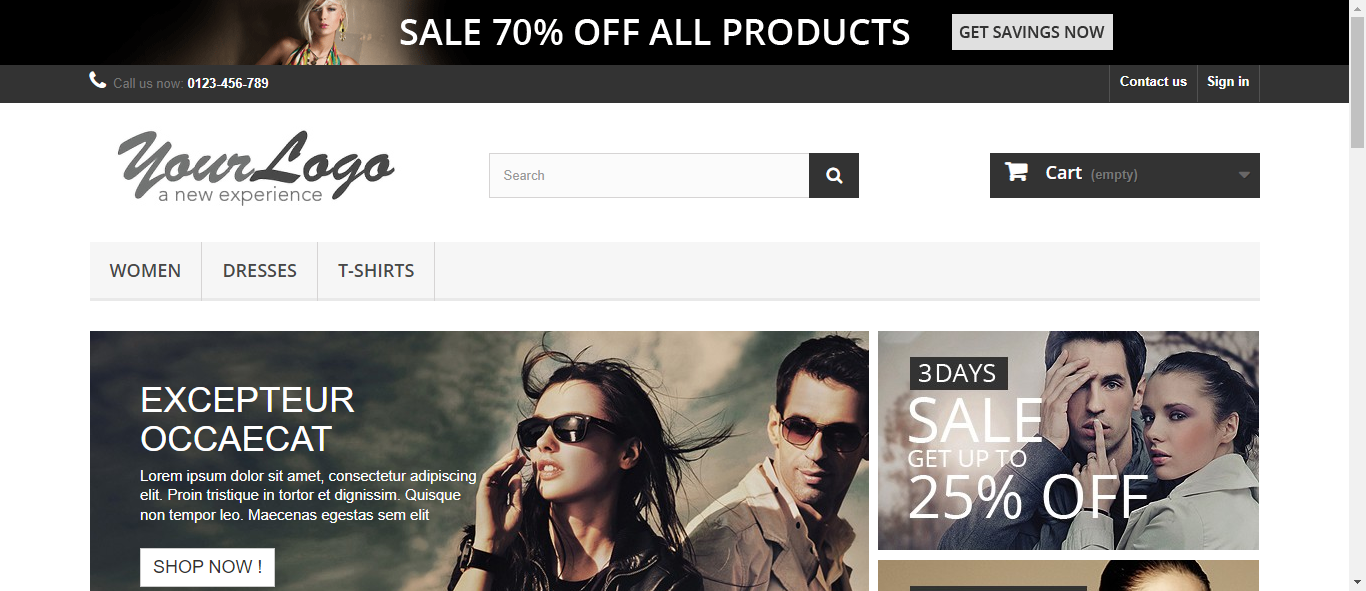 SALE 70% OFF ALL PRODUCTS
GET SAVINGS NOW
Call us now: 0123-456-789
Contact us
Sign in
YourLogo
a new experience
Search
Cart (empty)
WOMEN
DRESSES
T-SHIRTS
EXCEPTEUR
OCCAECAT
Lorem ipsum dolor sit amet, consectetur adipiscing
elit. Proin tristique in tortor et dignissim. Quisque
non tempor leo. Maecenas egestas sem elit
SHOP NOW !
3 DAYS
SALE
GET UP TO
25% OFF